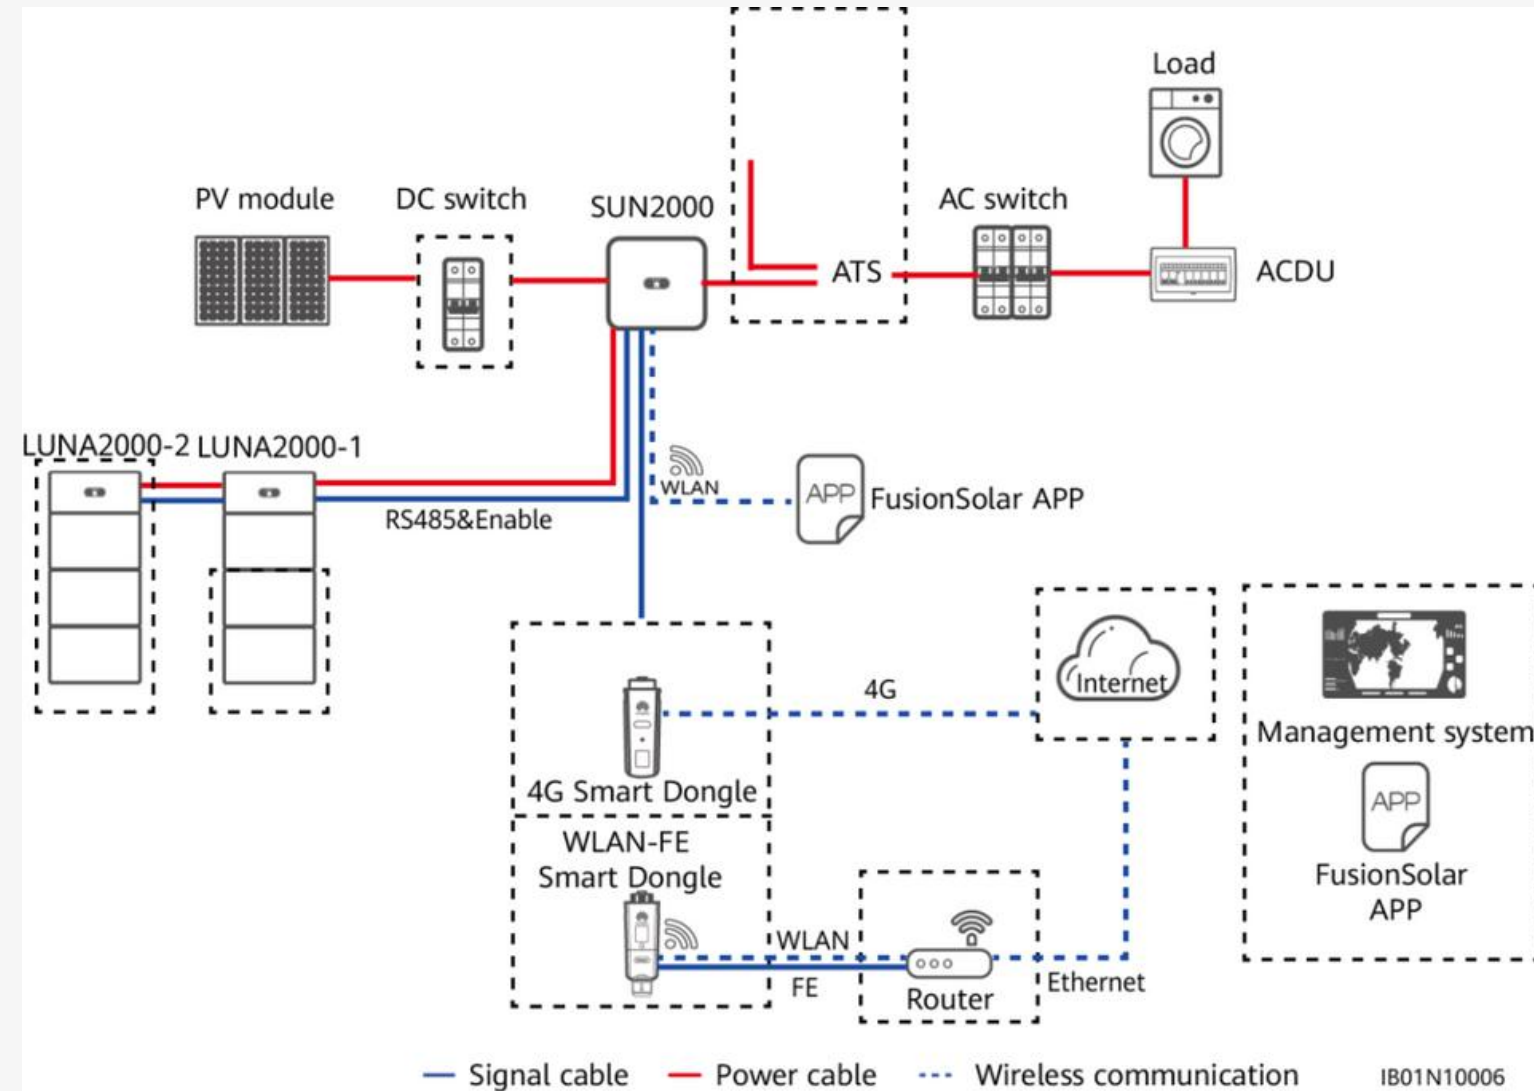 Load
PV module
DC switch
SUN2000
AC switch
ATS
ACDU
LUNA2000-2
LUNA2000-1
RS485&Enable
WLAN
APP
FusionSolar APP
4G
Internet
Management system
4G Smart Dongle
APP
WLAN-FE
Smart Dongle
FusionSolar
APP
WLAN
FE
Router
Ethernet
Signal cable
Power cable
Wireless communication
IB01N10006